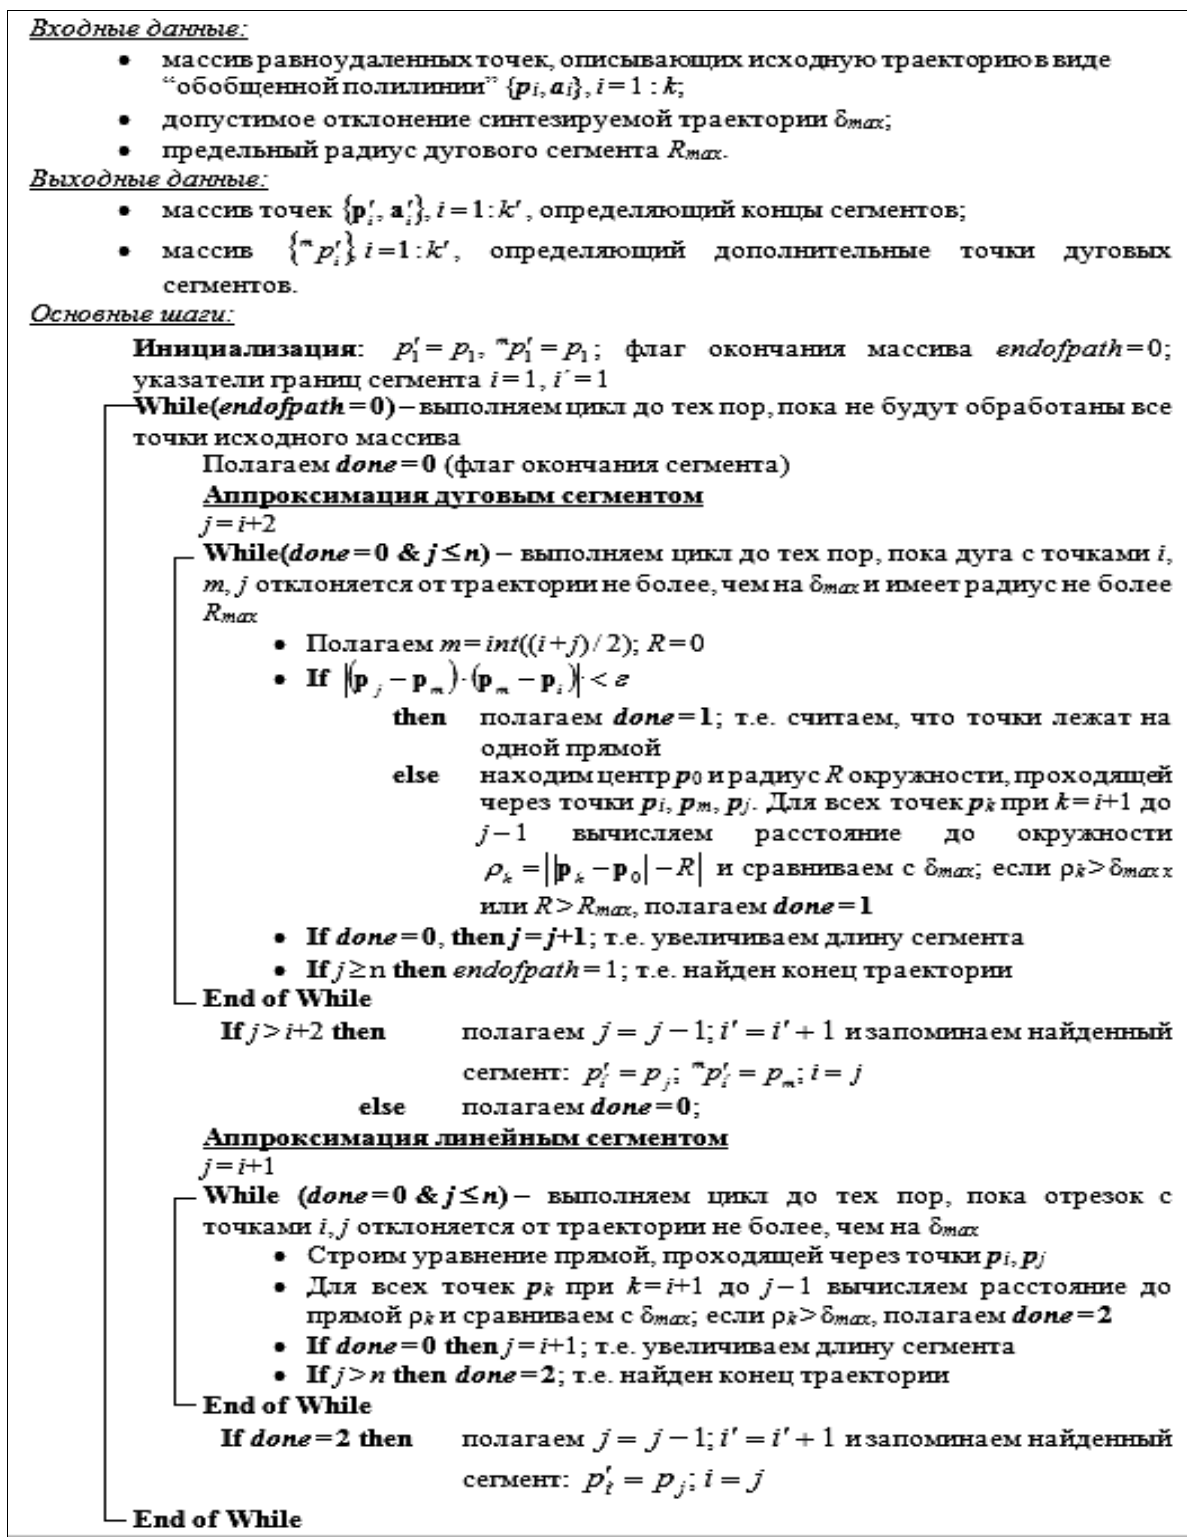 Входные данные:
• массив равноудаленных точек, описывающих исходную траекторию в виде
“обобщенной полилинии” {pi, ai}, i=1 : k;
• допустимое отклонение синтезируемой траектории δmax;
• предельный радиус дугового сегмента Rmax.
Выходные данные:
• массив точек {p′i, a′i}, i=1:k′, определяющий концы сегментов;
• массив {ᵐp′i} i=1:k′, определяющий дополнительные точки дуговых
сегментов.
Основные шаги:
Инициализация: p′1 = p1, ᵐp′1 = p1; флаг окончания массива endofpath=0;
указатели границ сегмента i=1, i´=1
While(endofpath=0) – выполняем цикл до тех пор, пока не будут обработаны все
точки исходного массива
Полагаем done=0 (флаг окончания сегмента)
Аппроксимация дуговым сегментом
j=i+2
While(done=0 & j≤n) – выполняем цикл до тех пор, пока дуга с точками i,
m, j отклоняется от траектории не более, чем на δmax и имеет радиус не более
Rmax
• Полагаем m=int((i+j)/2); R=0
• If |(pj − pm)·(pm − pi)|·< ε
then полагаем done=1; т.е. считаем, что точки лежат на
одной прямой
else находим центр p0 и радиус R окружности, проходящей
через точки pi, pm, pj. Для всех точек pk при k=i+1 до
j−1 вычисляем расстояние до окружности
ρk = ||pk − p0| − R| и сравниваем с δmax; если ρk>δmax x
или R>Rmax, полагаем done=1
• If done=0, then j=j+1; т.е. увеличиваем длину сегмента
• If j≥n then endofpath=1; т.е. найден конец траектории
End of While
If j>i+2 then полагаем j = j − 1; i′ = i′ + 1 и запоминаем найденный
сегмент: p′i = pj; ᵐp′i = pm; i = j
else полагаем done=0;
Аппроксимация линейным сегментом
j=i+1
While (done=0 & j≤n) – выполняем цикл до тех пор, пока отрезок с
точками i, j отклоняется от траектории не более, чем на δmax
• Строим уравнение прямой, проходящей через точки pi, pj
• Для всех точек pk при k=i+1 до j−1 вычисляем расстояние до
прямой ρk и сравниваем с δmax; если ρk>δmax, полагаем done=2
• If done=0 then j=i+1; т.е. увеличиваем длину сегмента
• If j>n then done=2; т.е. найден конец траектории
End of While
If done=2 then полагаем j = j − 1; i′ = i′ + 1 и запоминаем найденный
сегмент: p′i = pj; i = j
End of While